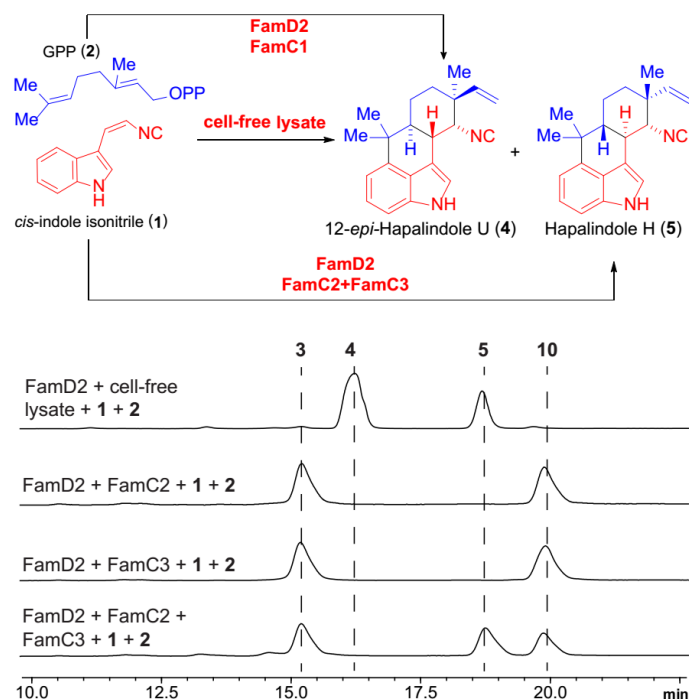 GPP (2)
FamD2
FamC1
Me
Me
Me
OPP
NC
N
H
cis-indole isonitrile (1)
cell-free lysate
Me
H
Me
Me
NC
H
NH
12-epi-Hapalindole U (4)
+
Me
H
Me
Me
NC
H
NH
Hapalindole H (5)
FamD2
FamC2+FamC3
3 4 5 10
FamD2 + cell-free
lysate + 1 + 2
FamD2 + FamC2 + 1 + 2
FamD2 + FamC3 + 1 + 2
FamD2 + FamC2 +
FamC3 + 1 + 2
10.0 12.5 15.0 17.5 20.0 min